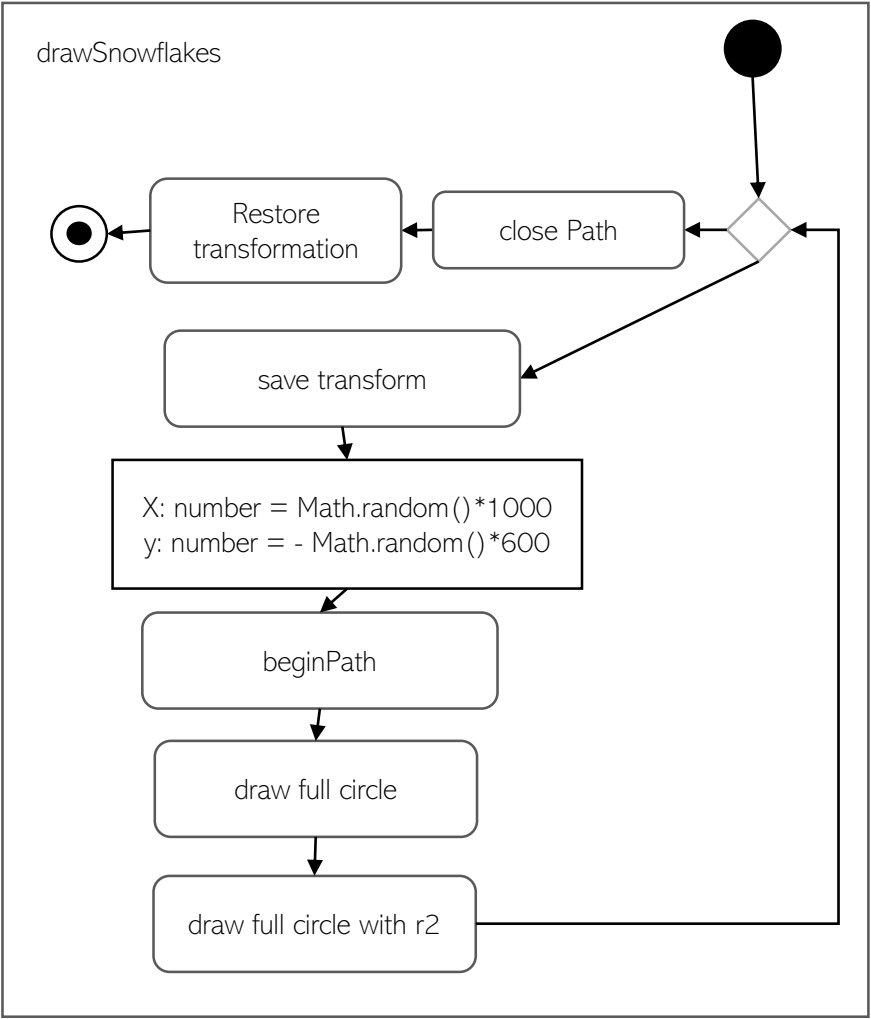 drawSnowflakes
Restore
transformation
close Path
save transform
X: number = Math.random()*1000
y: number = - Math.random()*600
beginPath
draw full circle
draw full circle with r2